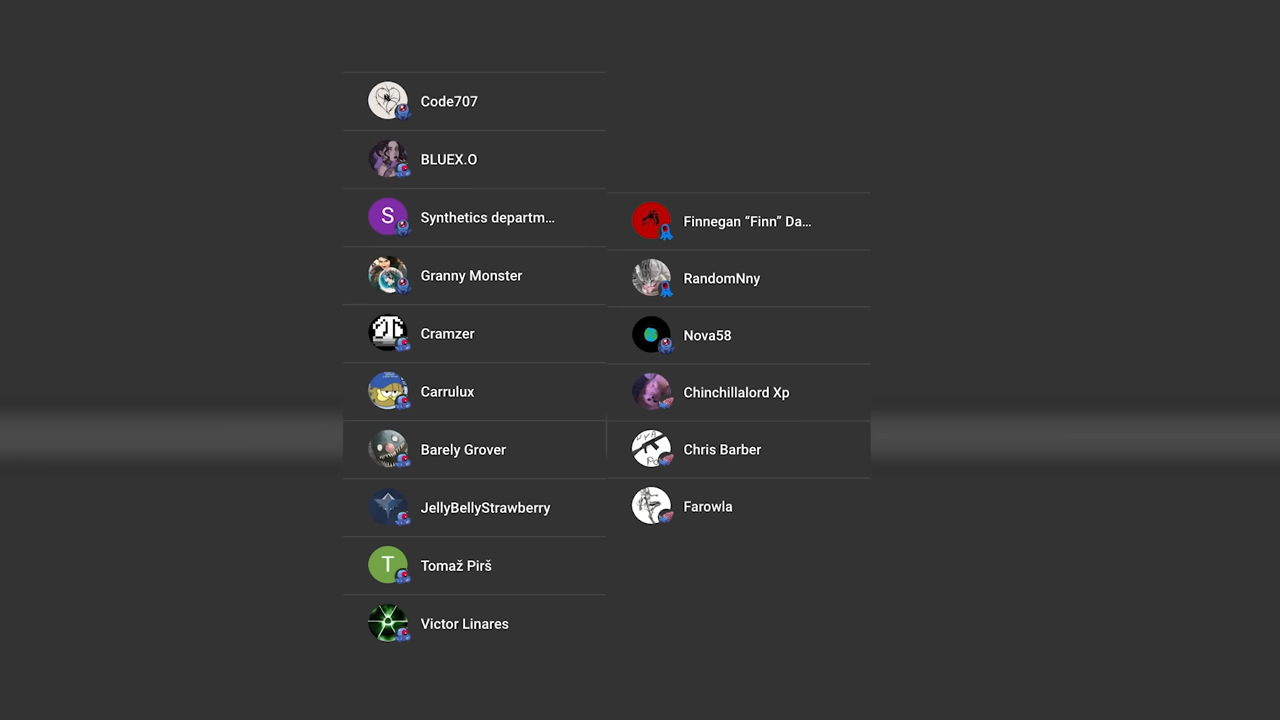 Code707
BLUEX.O
S
Synthetics departm...
Granny Monster
Cramzer
Carrulux
Barely Grover
JellyBellyStrawberry
T
Tomaž Pirš
Victor Linares
Finnegan “Finn” Da...
RandomNny
Nova58
Chinchillalord Xp
Chris Barber
Farowla